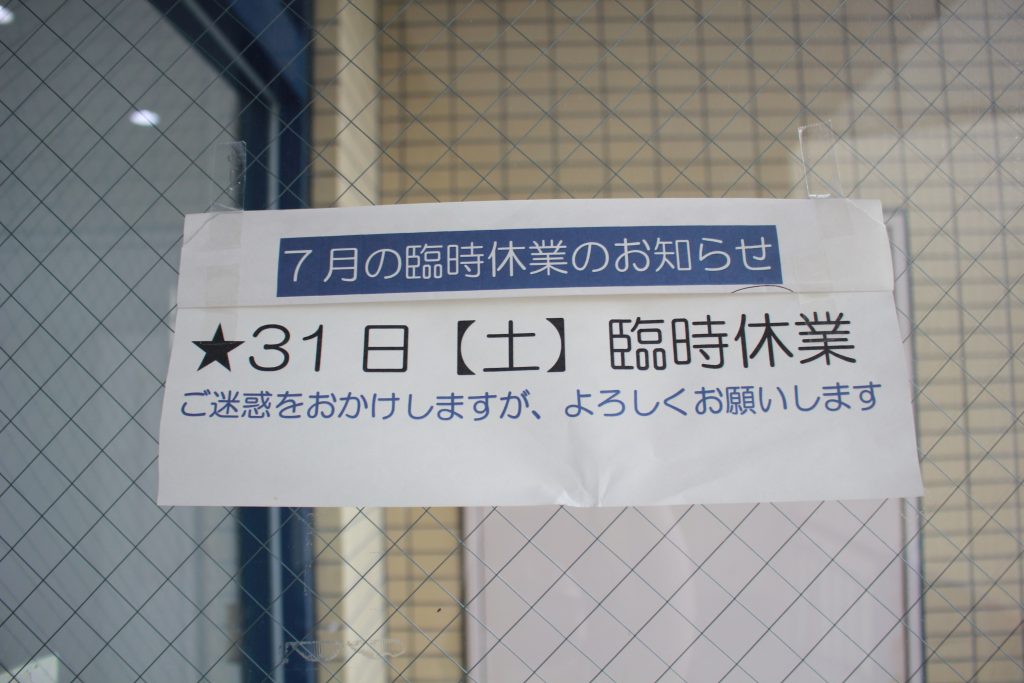 ７月の臨時休業のお知らせ
★31日【土】臨時休業
ご迷惑をおかけしますが、よろしくお願いします